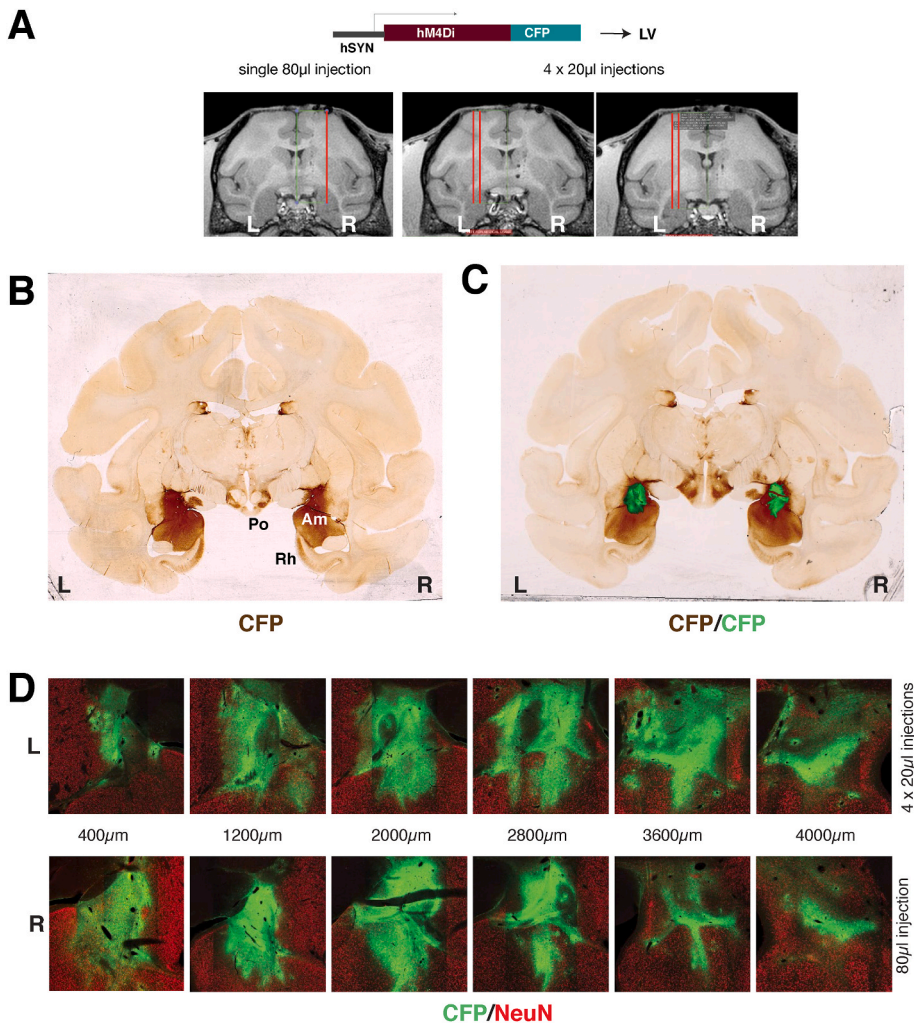 A
hM4Di CFP
hSYN
LV
single 80µl injection
4 x 20µl injections
L R
L R
L R
B
C
Po
Am
Rh
L R
L R
CFP
CFP/CFP
D
L
4 x 20µl injections
400µm 1200µm 2000µm 2800µm 3600µm 4000µm
R
80µl injection
CFP/NeuN